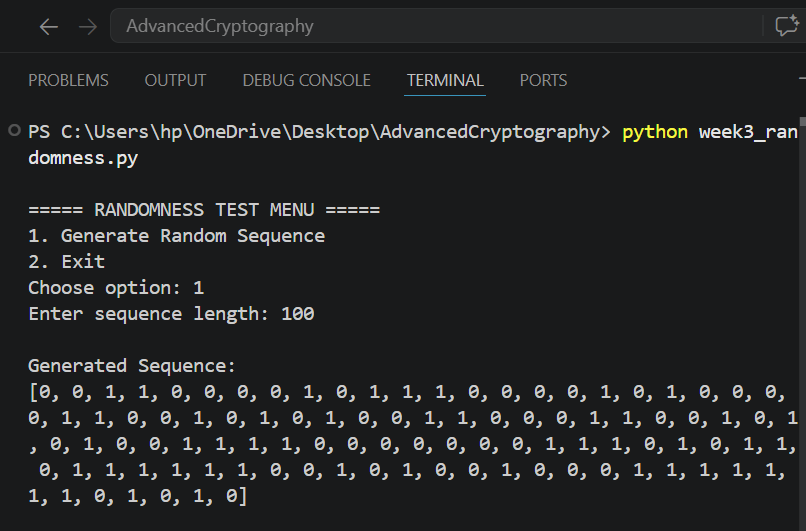 AdvancedCryptography
PROBLEMS OUTPUT DEBUG CONSOLE TERMINAL PORTS
PS C:\Users\hp\OneDrive\Desktop\AdvancedCryptography> python week3_ran
domness.py
===== RANDOMNESS TEST MENU =====
1. Generate Random Sequence
2. Exit
Choose option: 1
Enter sequence length: 100
Generated Sequence:
[0, 0, 1, 1, 0, 0, 0, 0, 1, 0, 1, 1, 1, 0, 0, 0, 0, 1, 0, 1, 0, 0, 0,
0, 1, 1, 0, 0, 1, 0, 1, 0, 1, 0, 0, 1, 1, 0, 0, 0, 1, 1, 0, 0, 1, 0, 1
, 0, 1, 0, 0, 1, 1, 1, 1, 0, 0, 0, 0, 0, 0, 0, 1, 1, 1, 0, 1, 0, 1, 1,
0, 1, 1, 1, 1, 1, 1, 0, 0, 1, 0, 1, 0, 0, 1, 0, 0, 0, 1, 1, 1, 1, 1,
1, 1, 0, 1, 0, 1, 0]